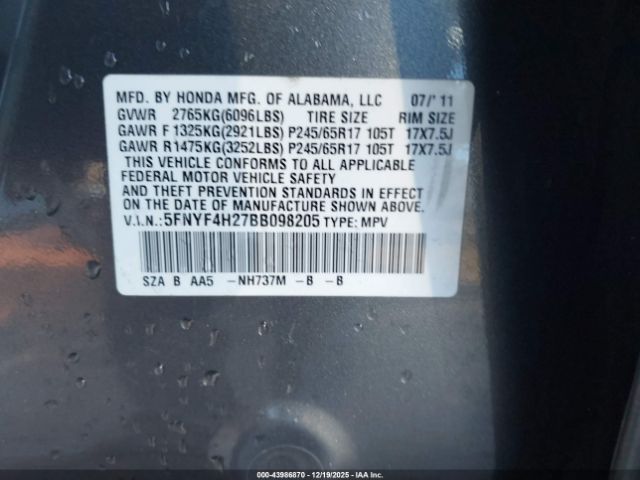 MFD. BY HONDA MFG. OF ALABAMA, LLC 07/'11
GVWR 2765KG(6096LBS) TIRE SIZE RIM SIZE
GAWR F 1325KG(2921LBS) P245/65R17 105T 17X7.5J
GAWR R 1475KG(3252LBS) P245/65R17 105T 17X7.5J
THIS VEHICLE CONFORMS TO ALL APPLICABLE
FEDERAL MOTOR VEHICLE SAFETY
AND THEFT PREVENTION STANDARDS IN EFFECT
ON THE DATE OF MANUFACTURE SHOWN ABOVE.
V.I.N.: 5FNYF4H27BB098205 TYPE: MPV
SZA B AA5 -NH737M -B -B
000-43986870 12/19/2025 IAAI.CA